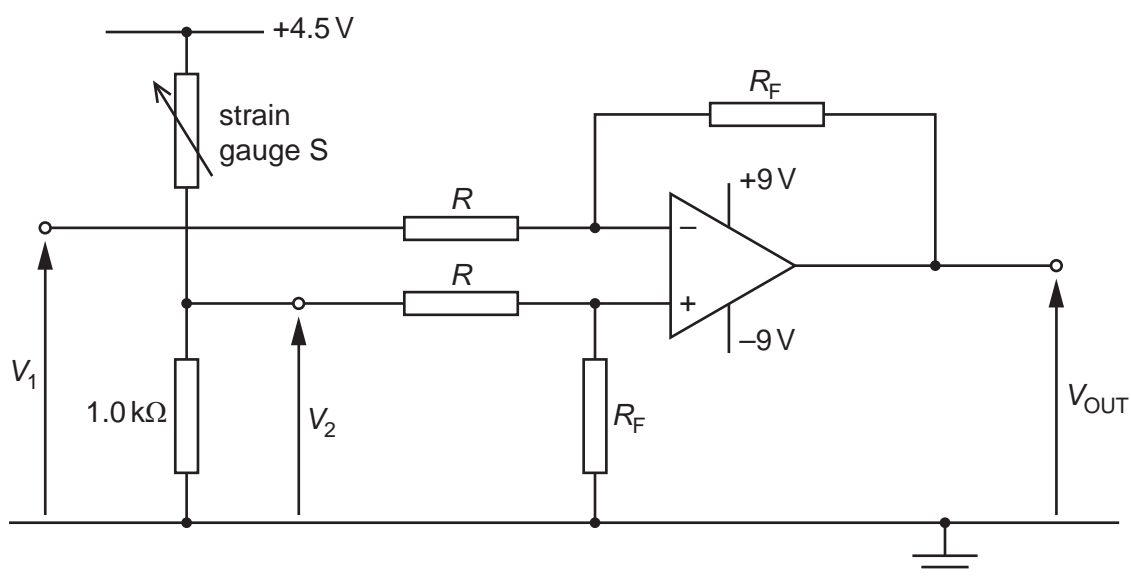 +4.5 V
strain
gauge S
R_F
+9 V
R
–
R
+
–9 V
V_1
1.0 kΩ
V_2
R_F
V_OUT